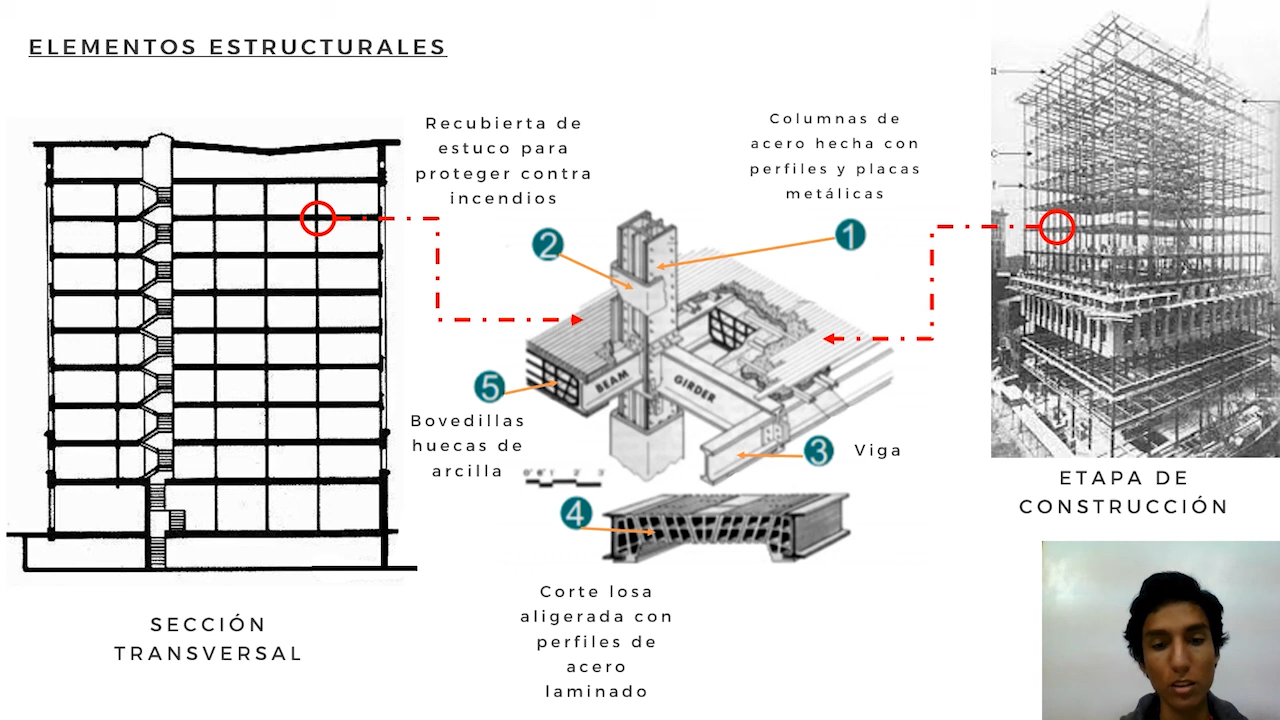 ELEMENTOS ESTRUCTURALES
Recubierta de
estuco para
proteger contra
incendios
Columnas de
acero hecha con
perfiles y placas
metálicas
2
1
5
BEAM
GIRDER
Bovedillas
huecas de
arcilla
3
Viga
4
Corte losa
aligerada con
perfiles de
acero
laminado
SECCIÓN
TRANSVERSAL
ETAPA DE
CONSTRUCCIÓN